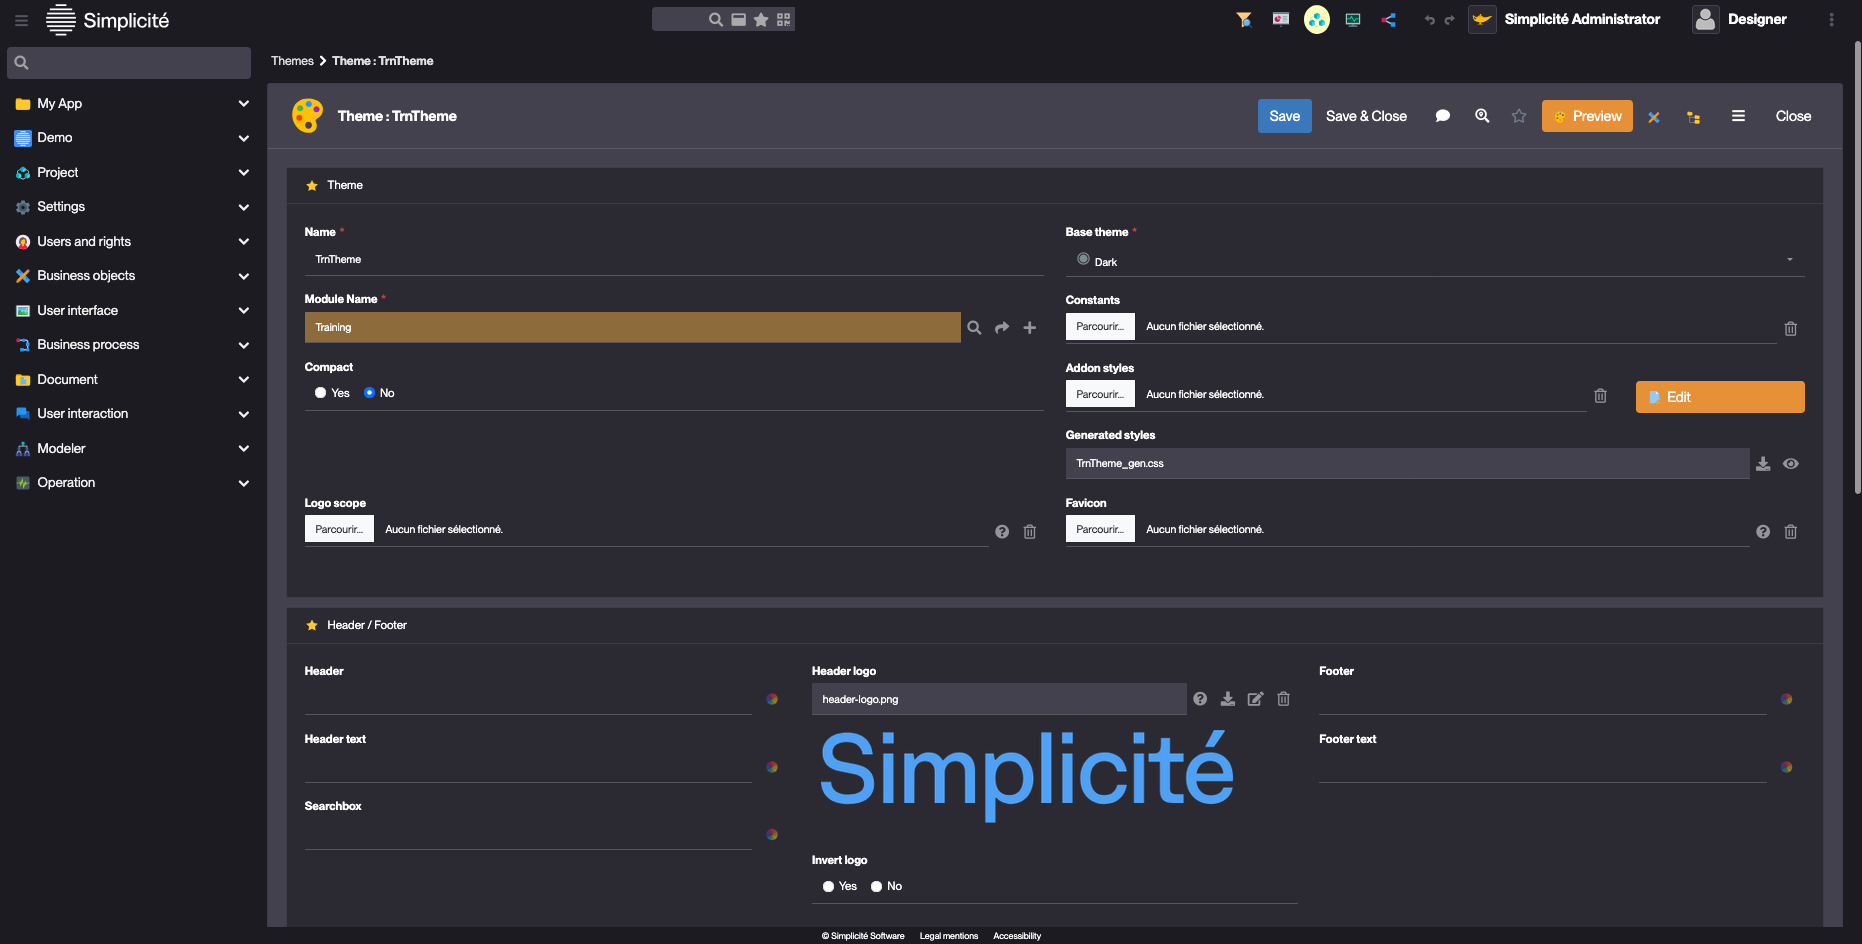 Simplicité
Simplicité Administrator
Designer
Themes
Theme : TrnTheme
My App
Demo
Project
Settings
Users and rights
Business objects
User interface
Business process
Document
User interaction
Modeler
Operation
Theme : TrnTheme
Save
Save & Close
Preview
Close
Theme
Name *
TrnTheme
Base theme *
Dark
Module Name *
Training
Constants
Parcourir... Aucun fichier sélectionné.
Compact
Yes No
Addon styles
Parcourir... Aucun fichier sélectionné.
Edit
Generated styles
TrnTheme_gen.css
Logo scope
Parcourir... Aucun fichier sélectionné.
Favicon
Parcourir... Aucun fichier sélectionné.
Header / Footer
Header
Header logo
header-logo.png
Footer
Header text
Simplicité
Footer text
Searchbox
Invert logo
Yes No
© Simplicité Software Legal mentions Accessibility